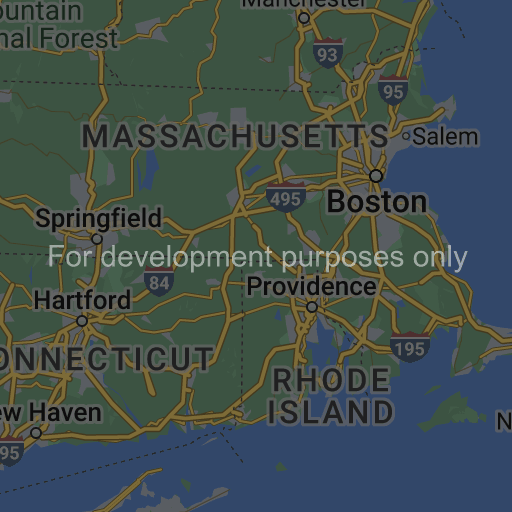 Manchester
ountain
nal Forest
93
95
MASSACHUSETTS
Salem
495
Boston
Springfield
For development purposes only
84
Providence
Hartford
195
ONNECTICUT
RHODE
ISLAND
ew Haven
N
95